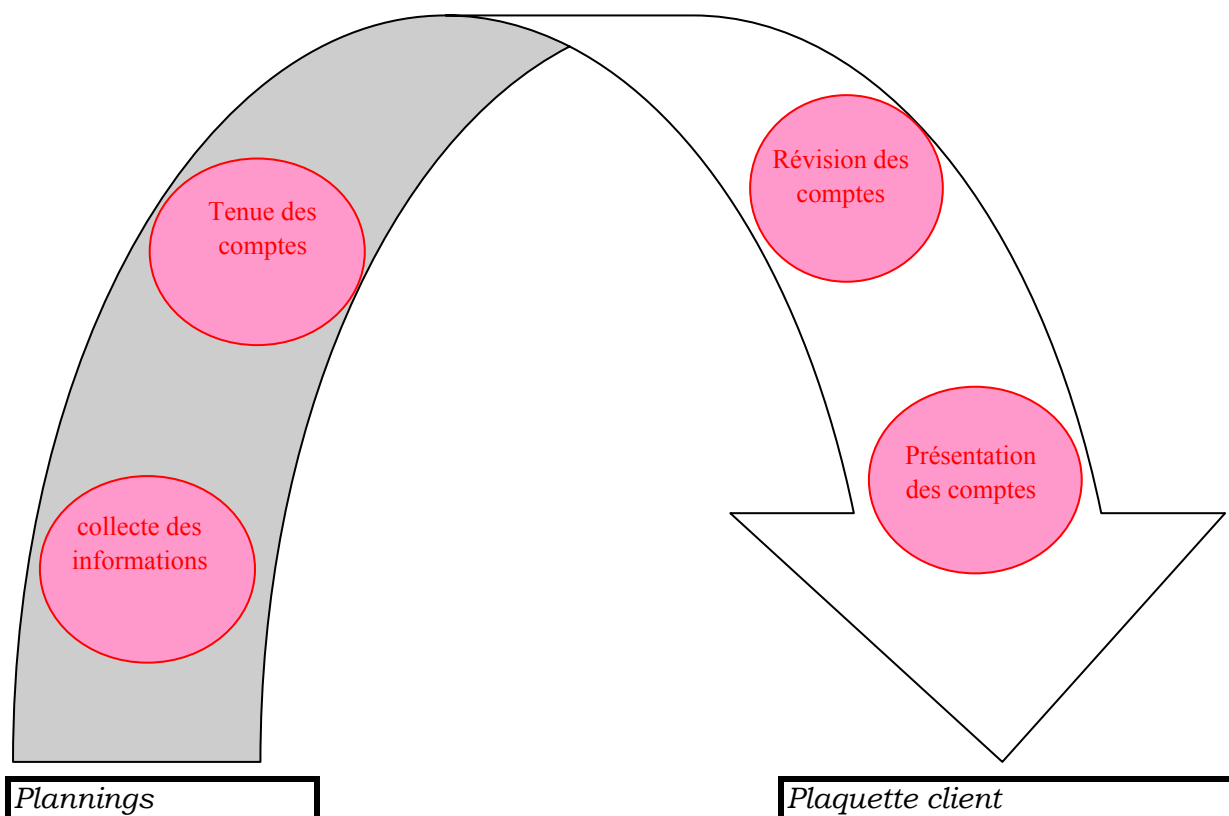 Révision des
comptes
Tenue des
comptes
Présentation
des comptes
collecte des
informations
Plannings
Plaquette client